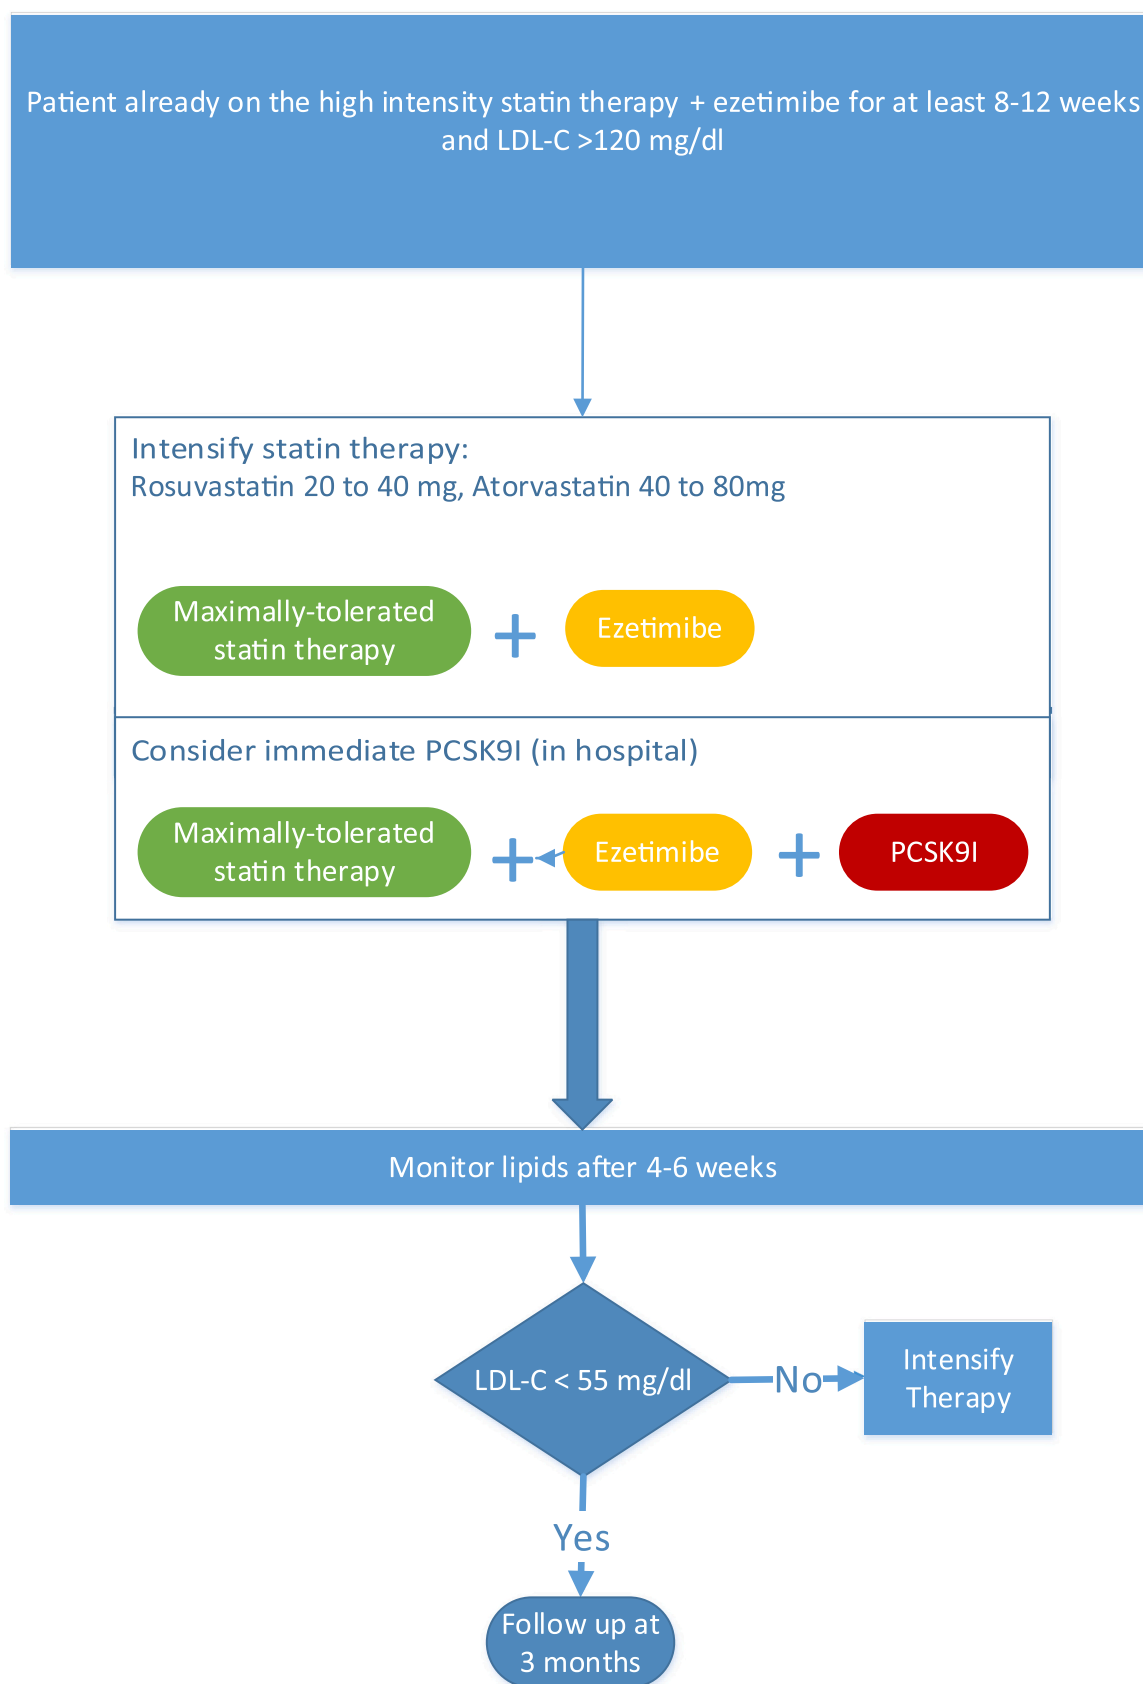 Patient already on the high intensity statin therapy + ezetimibe for at least 8-12 weeks
and LDL-C >120 mg/dl
Intensify statin therapy:
Rosuvastatin 20 to 40 mg, Atorvastatin 40 to 80mg
Maximally-tolerated
statin therapy
+
Ezetimibe
Consider immediate PCSK9I (in hospital)
Maximally-tolerated
statin therapy
+
Ezetimibe
+
PCSK9I
Monitor lipids after 4-6 weeks
LDL-C < 55 mg/dl
No
Intensify
Therapy
Yes
Follow up at
3 months